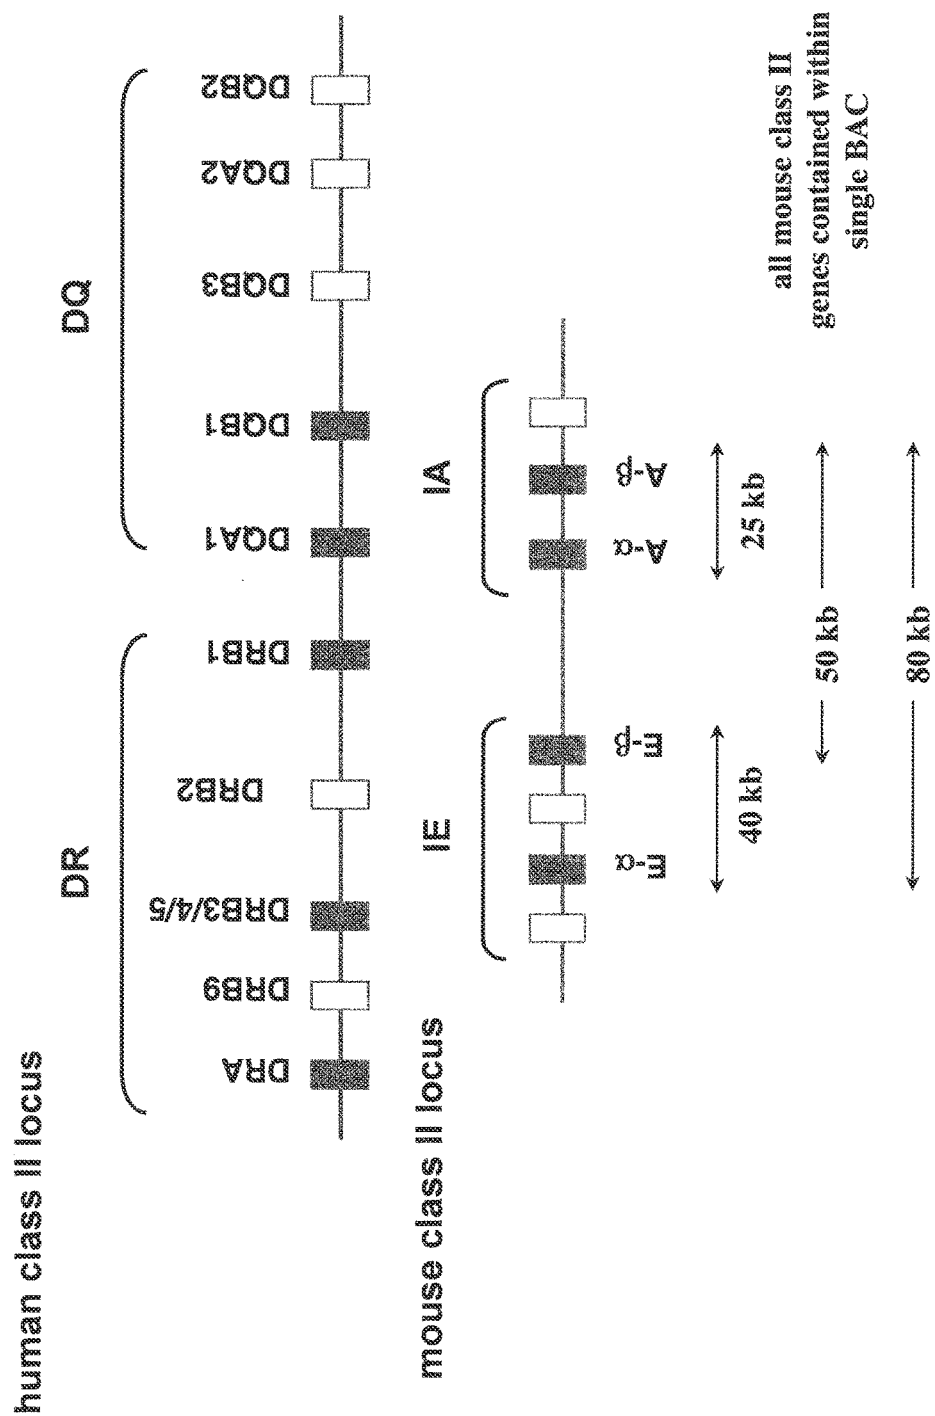 human class II locus
DR
DQ
DRA
DRB9
DRB3/4/5
DRB2
DRB1
DQA1
DQB1
DQB3
DQA2
DQB2
mouse class II locus
IE
IA
E-α
E-β
A-α
A-β
40 kb
25 kb
50 kb
80 kb
all mouse class II
genes contained within
single BAC